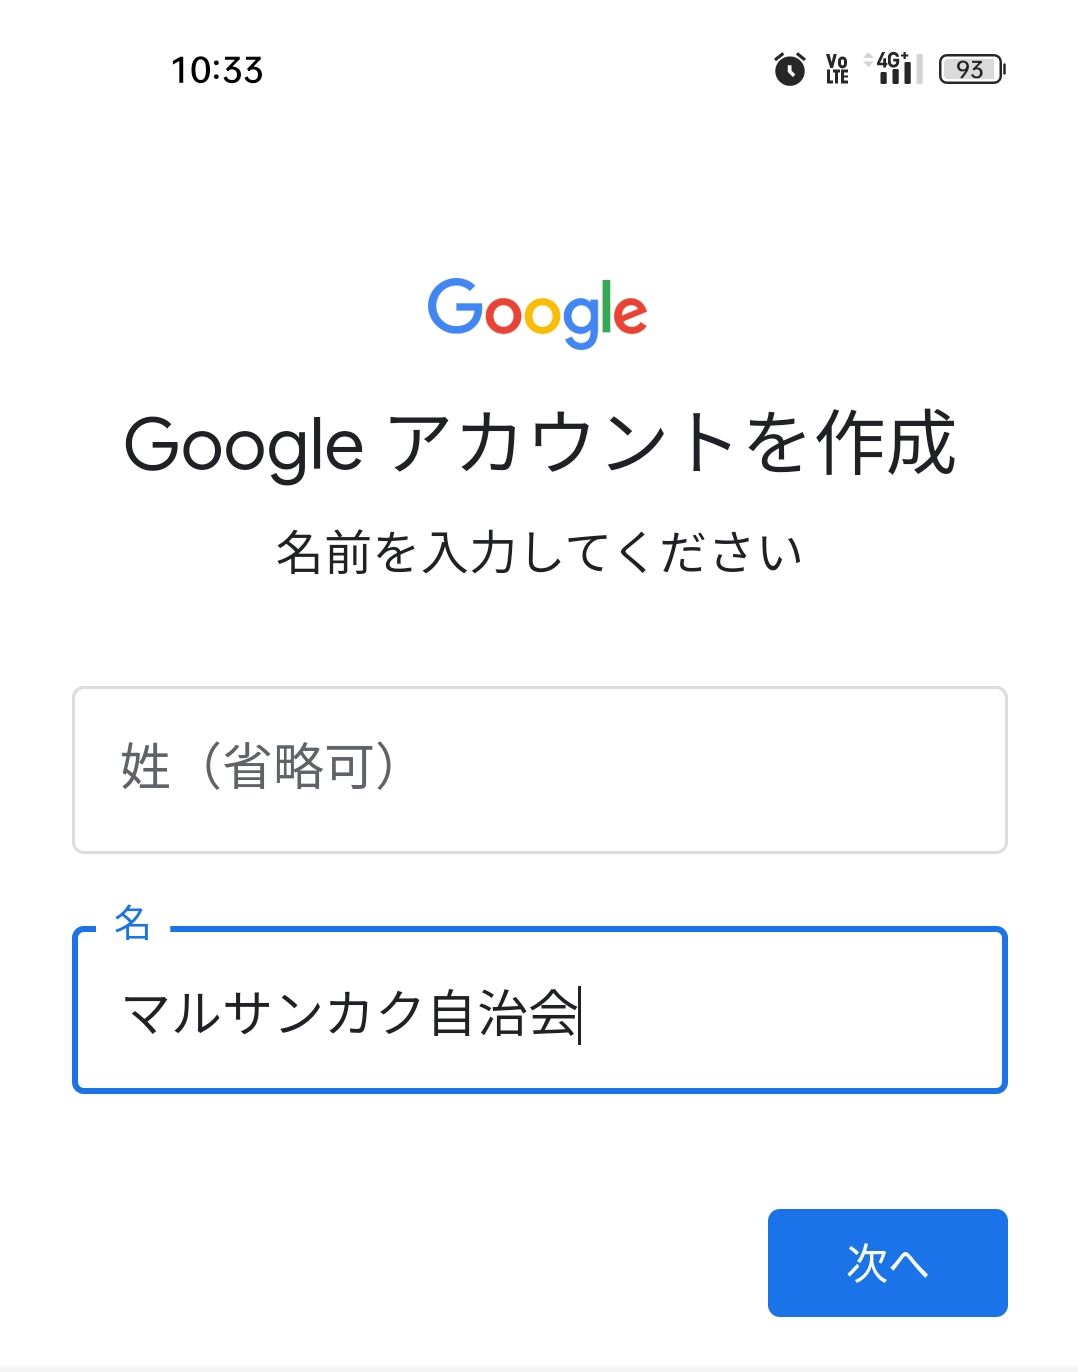 10:33
Vo
LTE
4G+
93
Google
Google アカウントを作成
名前を入力してください
姓（省略可）
名
マルサンカク自治会
次へ